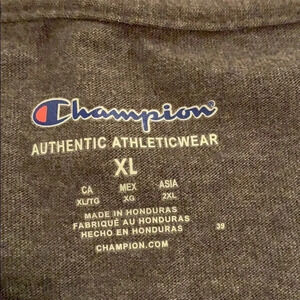 Champion
AUTHENTIC ATHLETICWEAR
XL
CA MEX ASIA
XL/TG XG 2XL
MADE IN HONDURAS
FABRIQUÉ AU HONDURAS
HECHO EN HONDURAS
39
CHAMPION.COM